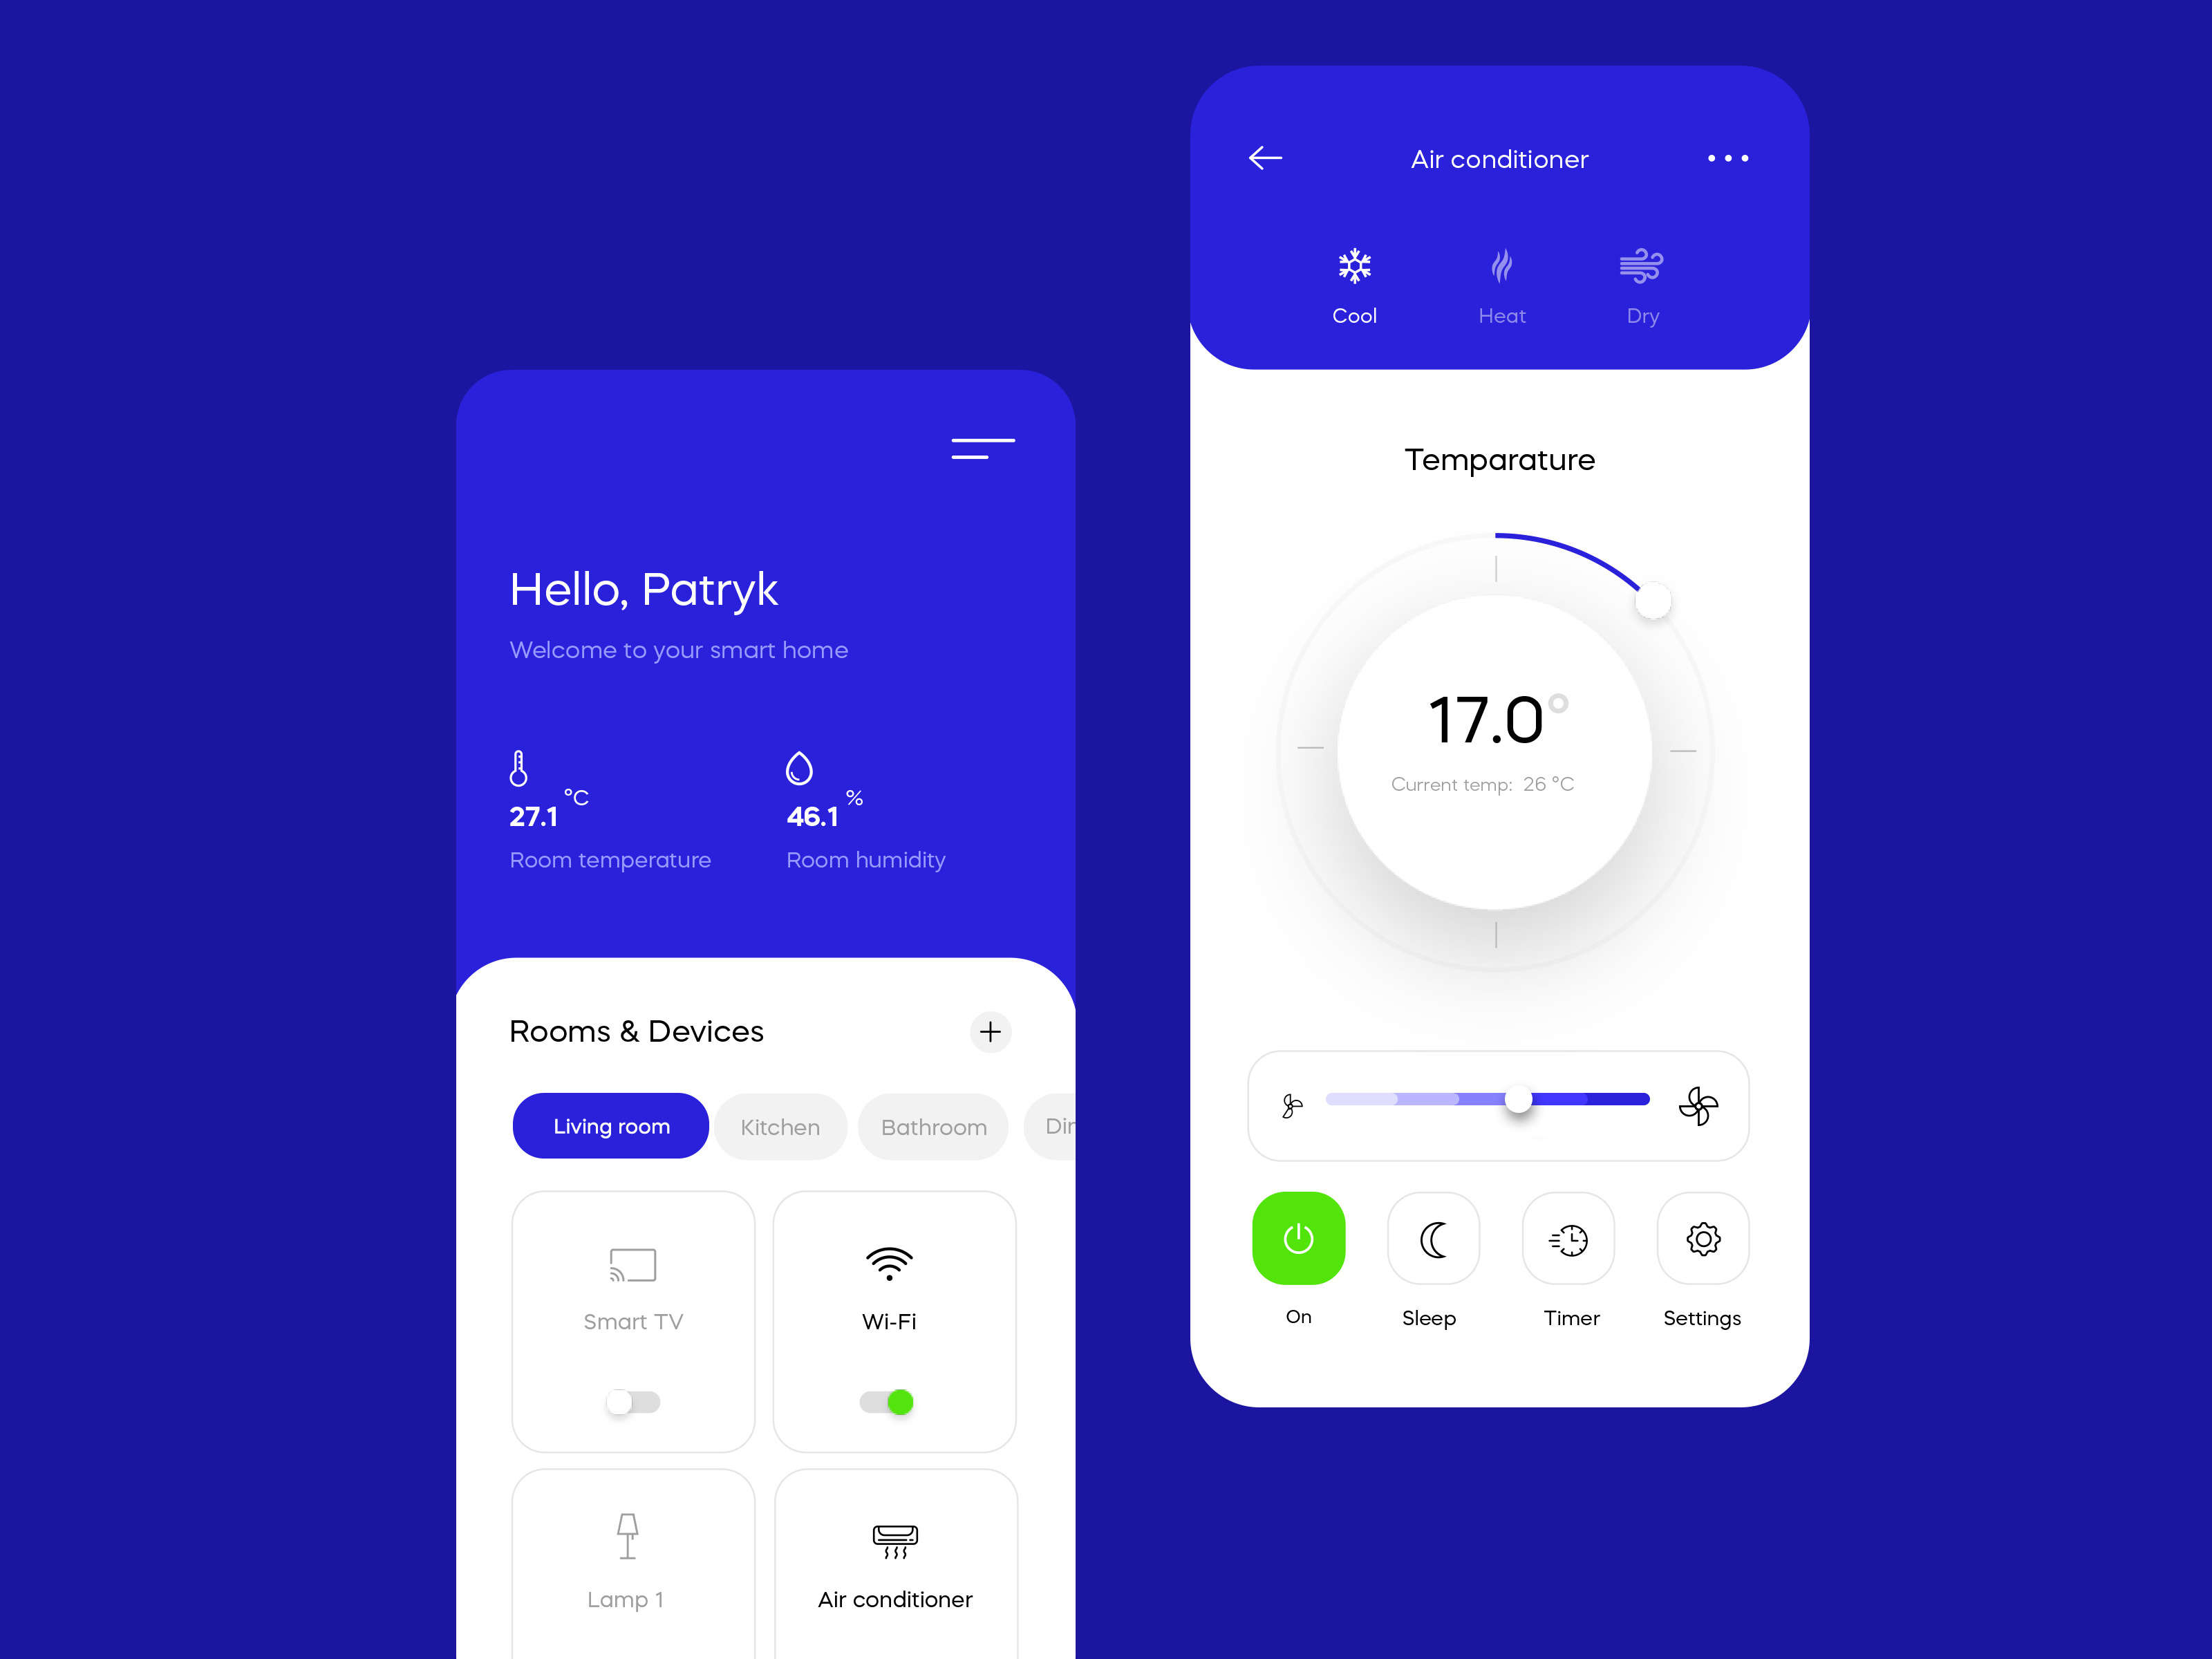 Hello, Patryk
Welcome to your smart home
27.1 °C
Room temperature
46.1 %
Room humidity
Rooms & Devices
Living room
Kitchen
Bathroom
Smart TV
Wi-Fi
Lamp 1
Air conditioner
Air conditioner
Cool
Heat
Dry
Temparature
17.0°
Current temp: 26 °C
On
Sleep
Timer
Settings